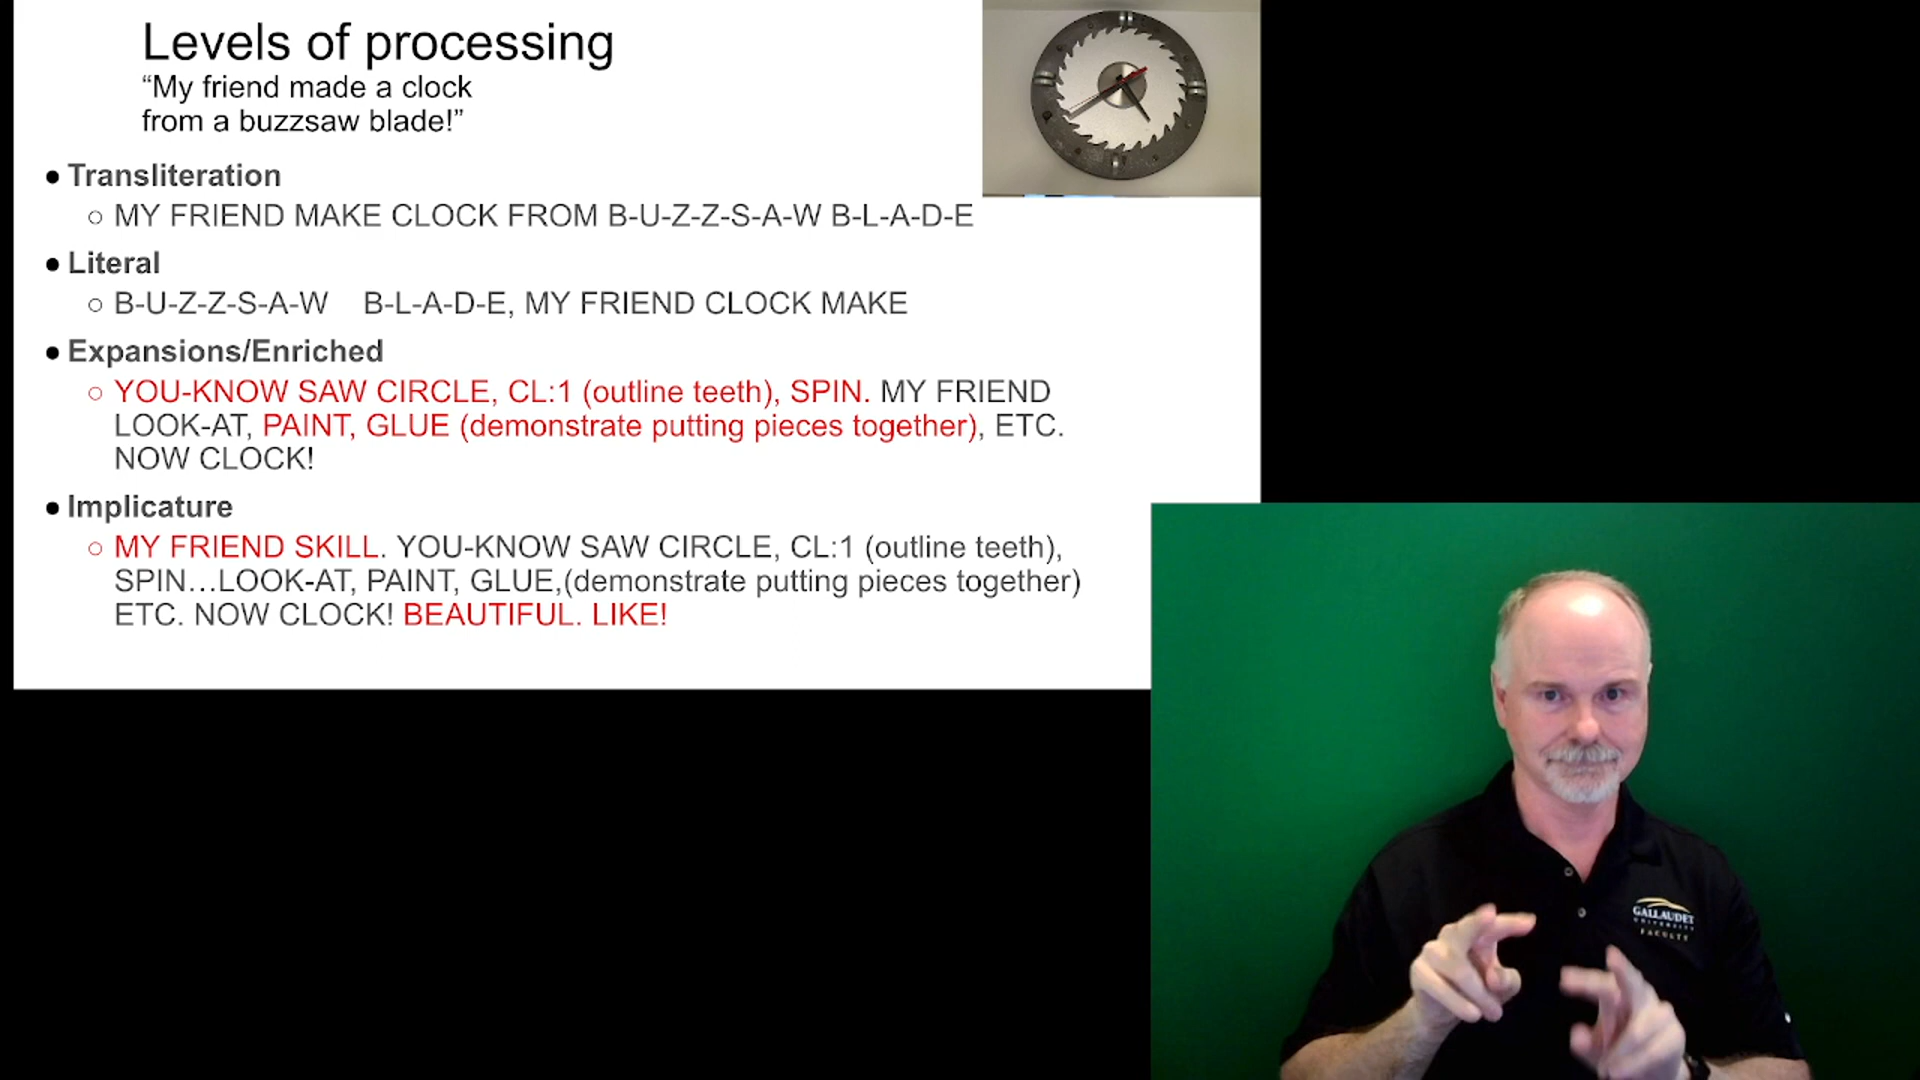 Levels of processing
“My friend made a clock
from a buzzsaw blade!”
● Transliteration
○ MY FRIEND MAKE CLOCK FROM B-U-Z-Z-S-A-W B-L-A-D-E
● Literal
○ B-U-Z-Z-S-A-W B-L-A-D-E, MY FRIEND CLOCK MAKE
● Expansions/Enriched
○ YOU-KNOW SAW CIRCLE, CL:1 (outline teeth), SPIN. MY FRIEND
LOOK-AT, PAINT, GLUE (demonstrate putting pieces together), ETC.
NOW CLOCK!
● Implicature
○ MY FRIEND SKILL. YOU-KNOW SAW CIRCLE, CL:1 (outline teeth),
SPIN…LOOK-AT, PAINT, GLUE,(demonstrate putting pieces together)
ETC. NOW CLOCK! BEAUTIFUL. LIKE!
GALLAUDET
UNIVERSITY
FACULTY